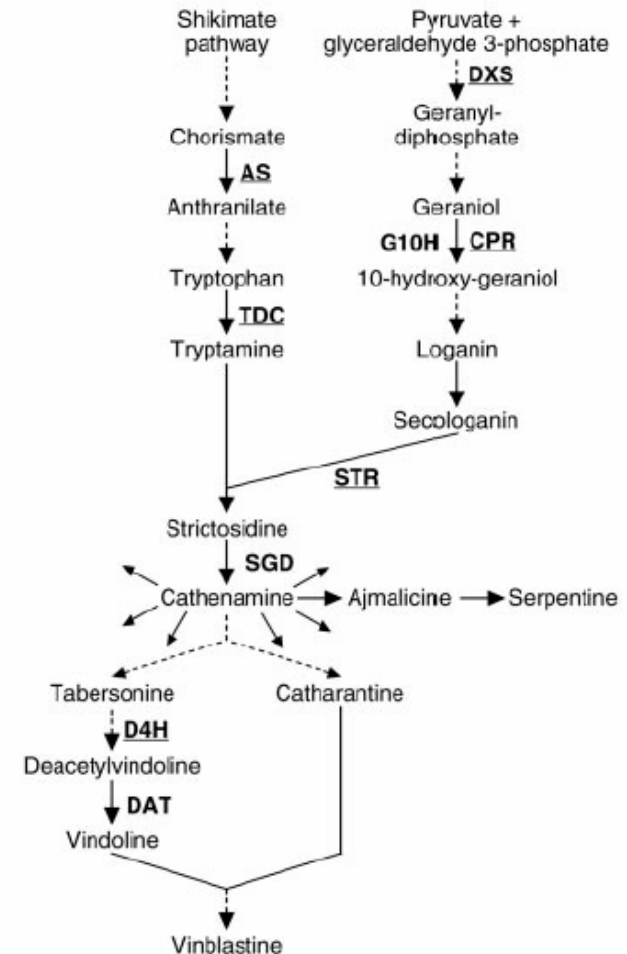 Shikimate
pathway
Pyruvate +
glyceraldehyde 3-phosphate
DXS
Chorismate
Geranyl-
diphosphate
AS
Anthranilate
Geraniol
G10H CPR
Tryptophan
10-hydroxy-geraniol
TDC
Tryptamine
Loganin
Secologanin
STR
Strictosidine
SGD
Cathenamine Ajmalicine Serpentine
Tabersonine
Catharantine
D4H
Deacetylvindoline
DAT
Vindoline
Vinblastine